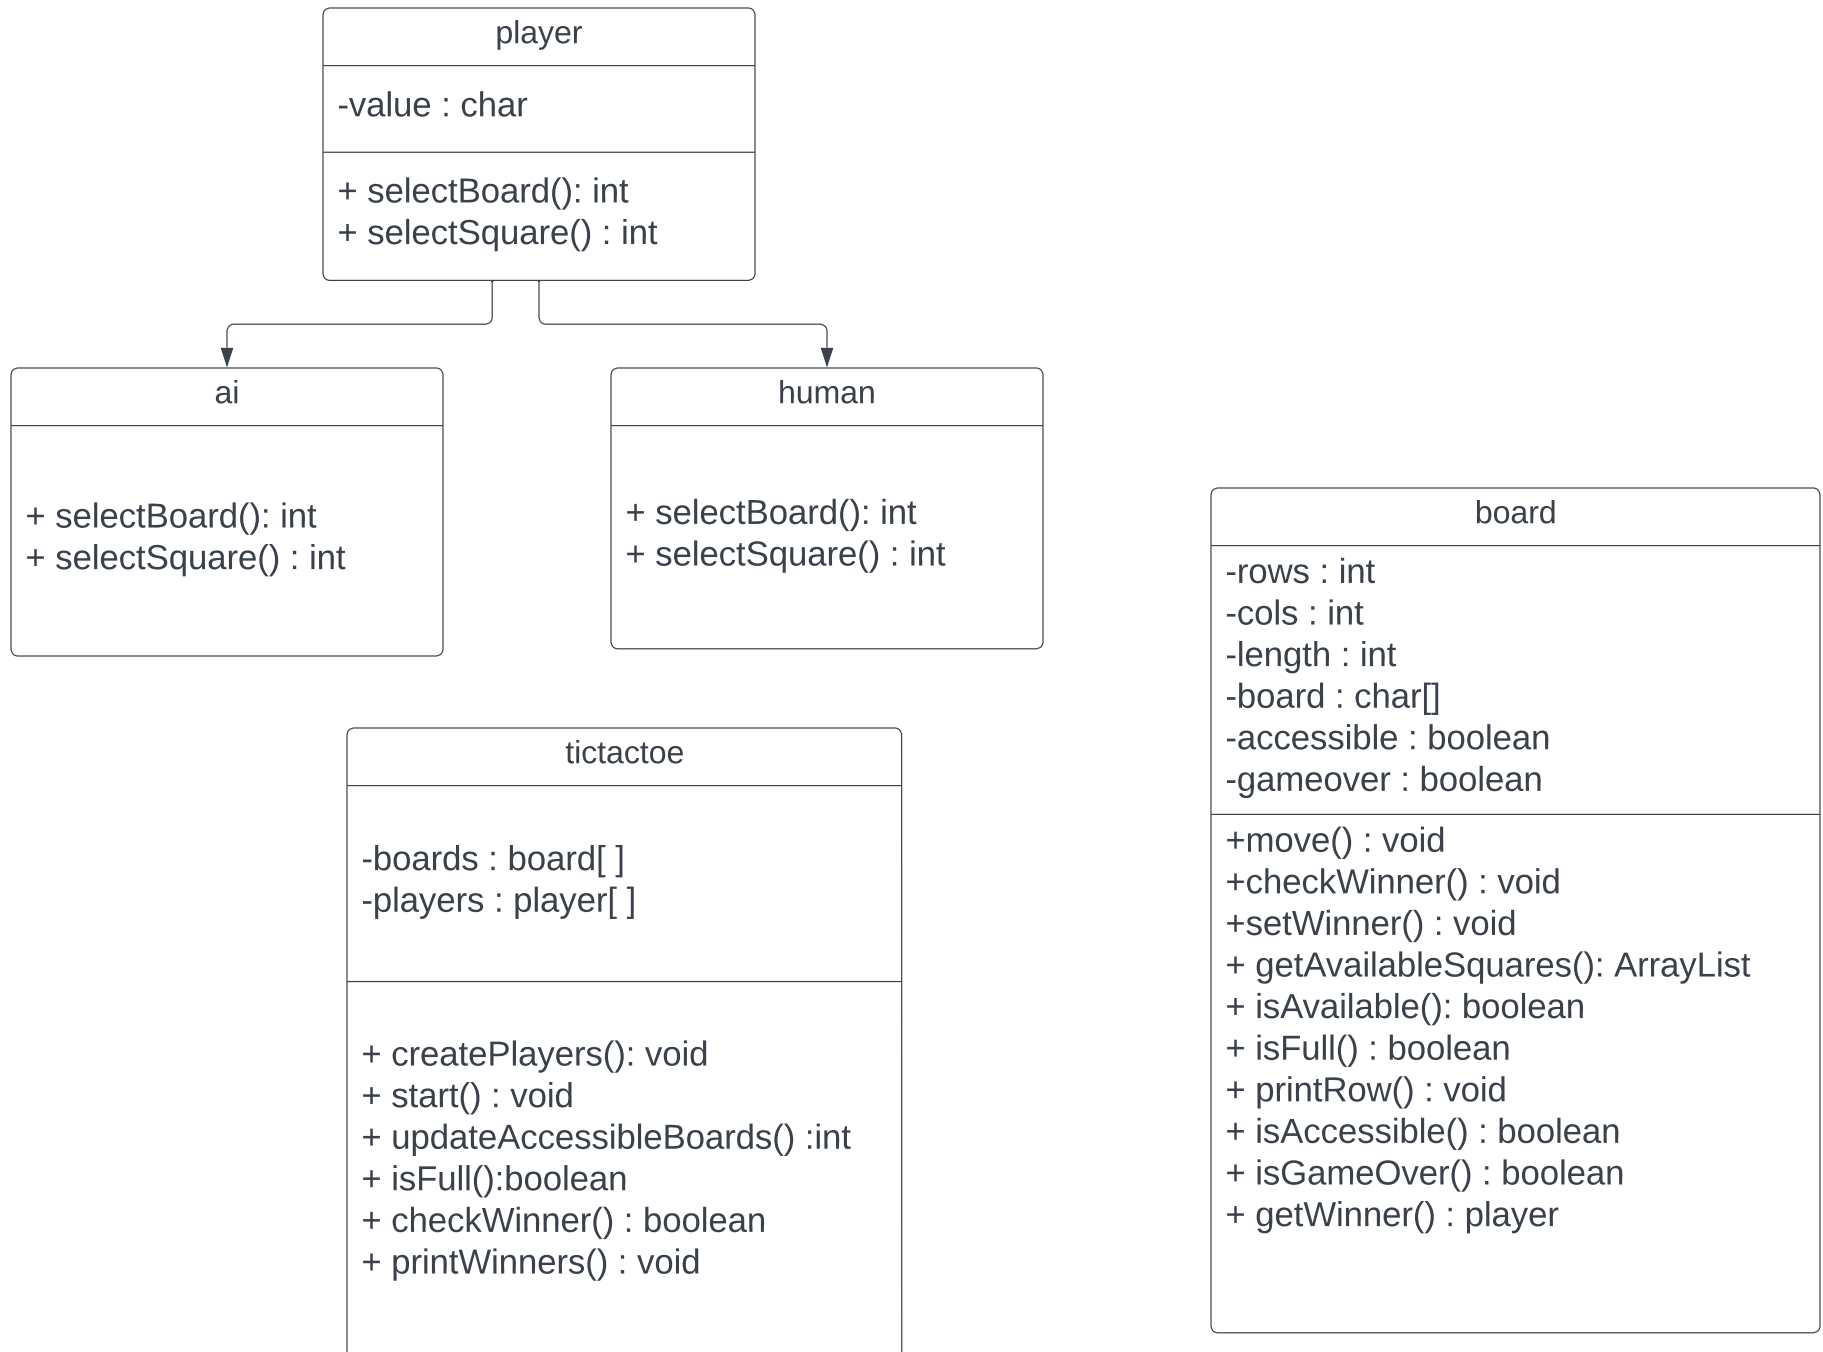 player
-value : char
+ selectBoard(): int
+ selectSquare() : int
ai
+ selectBoard(): int
+ selectSquare() : int
human
+ selectBoard(): int
+ selectSquare() : int
board
-rows : int
-cols : int
-length : int
-board : char[]
-accessible : boolean
-gameover : boolean
+move() : void
+checkWinner() : void
+setWinner() : void
+ getAvailableSquares(): ArrayList
+ isAvailable(): boolean
+ isFull() : boolean
+ printRow() : void
+ isAccessible() : boolean
+ isGameOver() : boolean
+ getWinner() : player
tictactoe
-boards : board[ ]
-players : player[ ]
+ createPlayers(): void
+ start() : void
+ updateAccessibleBoards() :int
+ isFull():boolean
+ checkWinner() : boolean
+ printWinners() : void